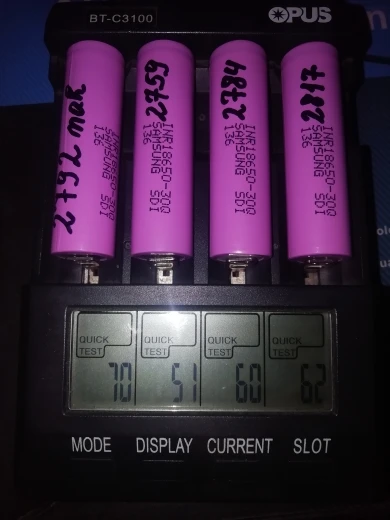 BT-C3100 OPUS
2792 mak
INR18650-30Q
SAMSUNG SDI
136
2759
INR18650-30Q
SAMSUNG SDI
136
2784
INR18650-30Q
SAMSUNG SDI
136
2817
INR18650-30Q
SAMSUNG SDI
136
QUICK TEST QUICK TEST QUICK TEST QUICK TEST
70 51 60 62
MODE DISPLAY CURRENT SLOT